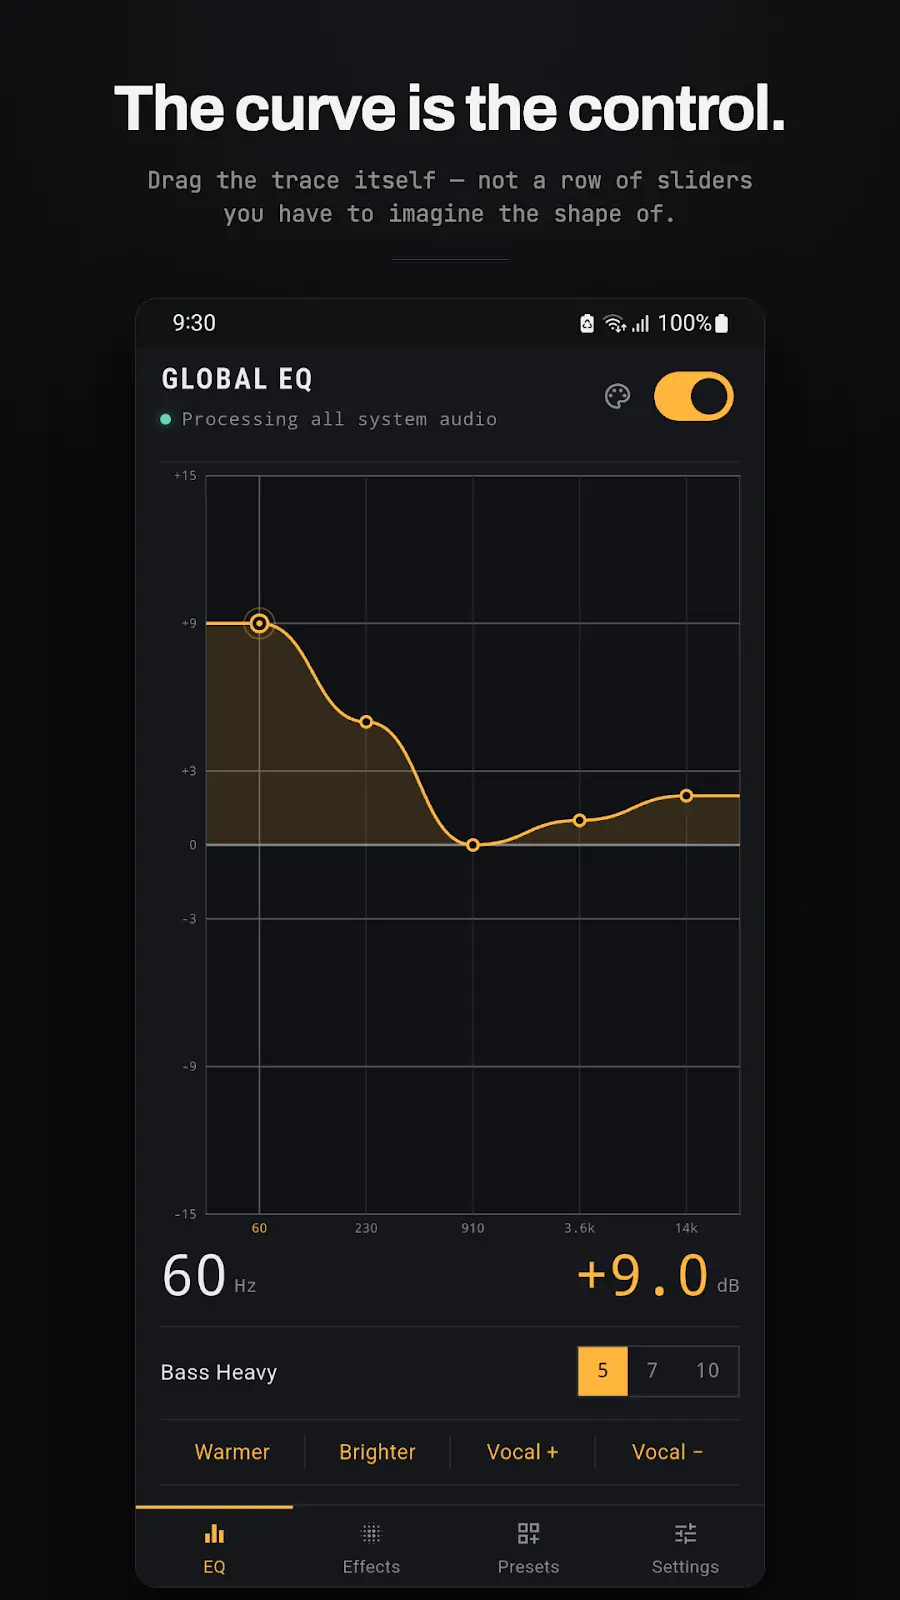 The curve is the control.
Drag the trace itself — not a row of sliders
you have to imagine the shape of.
9:30
100%
GLOBAL EQ
Processing all system audio
+15
+9
+3
0
-3
-9
-15
60 230 910 3.6k 14k
60 Hz +9.0 dB
Bass Heavy 5 7 10
Warmer Brighter Vocal + Vocal −
EQ Effects Presets Settings